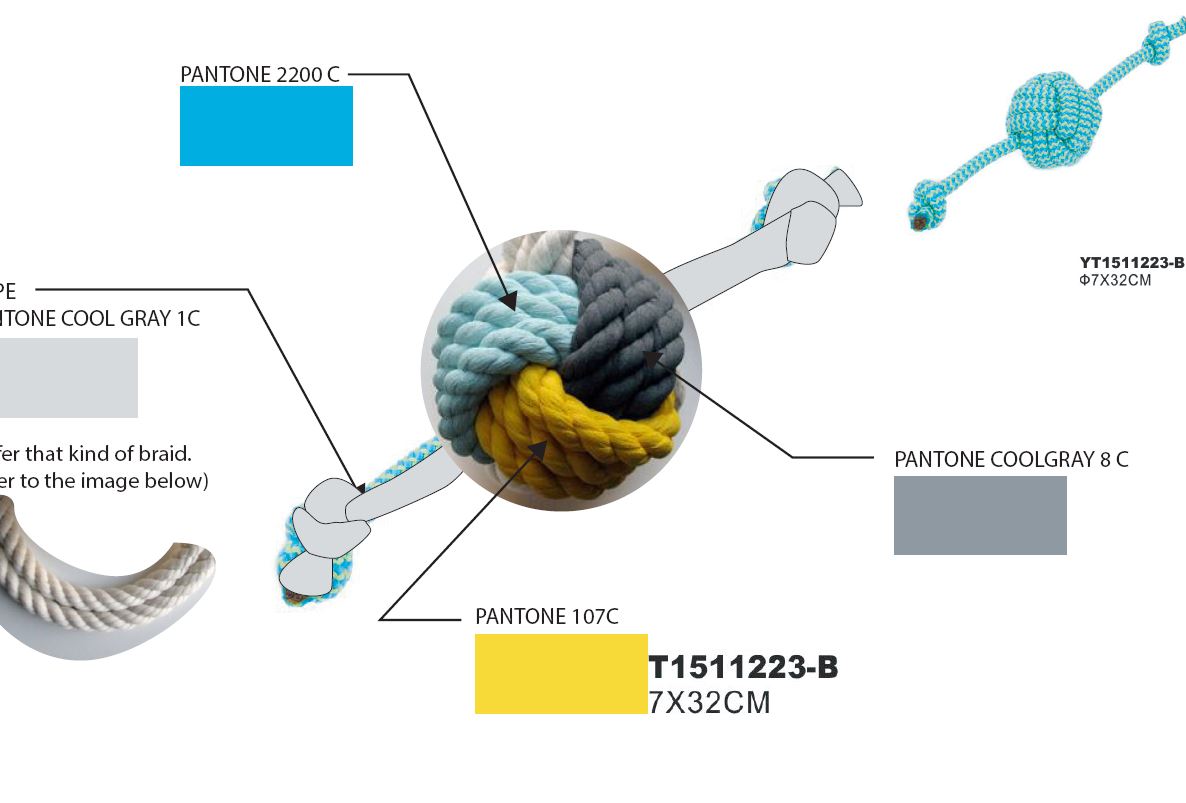 PANTONE 2200 C
YT1511223-B
Φ7X32CM
PE
NTONE COOL GRAY 1C
fer that kind of braid.
er to the image below)
PANTONE COOLGRAY 8 C
PANTONE 107C
T1511223-B
7X32CM